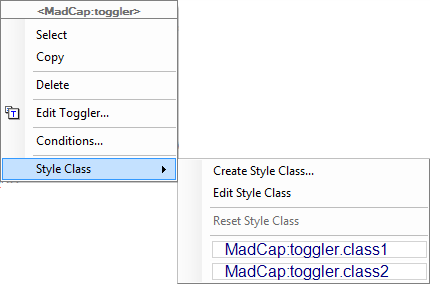 <MadCap:toggler>
Select
Copy
Delete
Edit Toggler...
Conditions...
Style Class
Create Style Class...
Edit Style Class
Reset Style Class
MadCap:toggler.class1
MadCap:toggler.class2